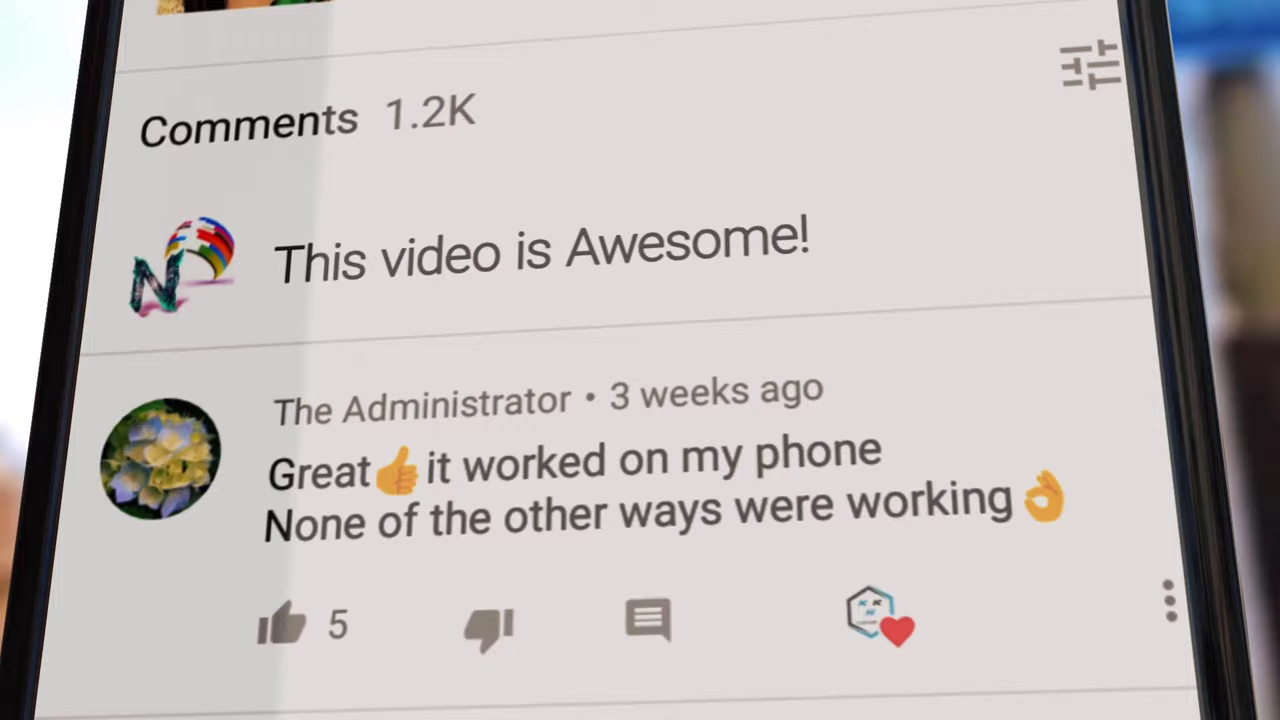 Comments 1.2K
This video is Awesome!
The Administrator • 3 weeks ago
Great👍it worked on my phone
None of the other ways were working👌
5